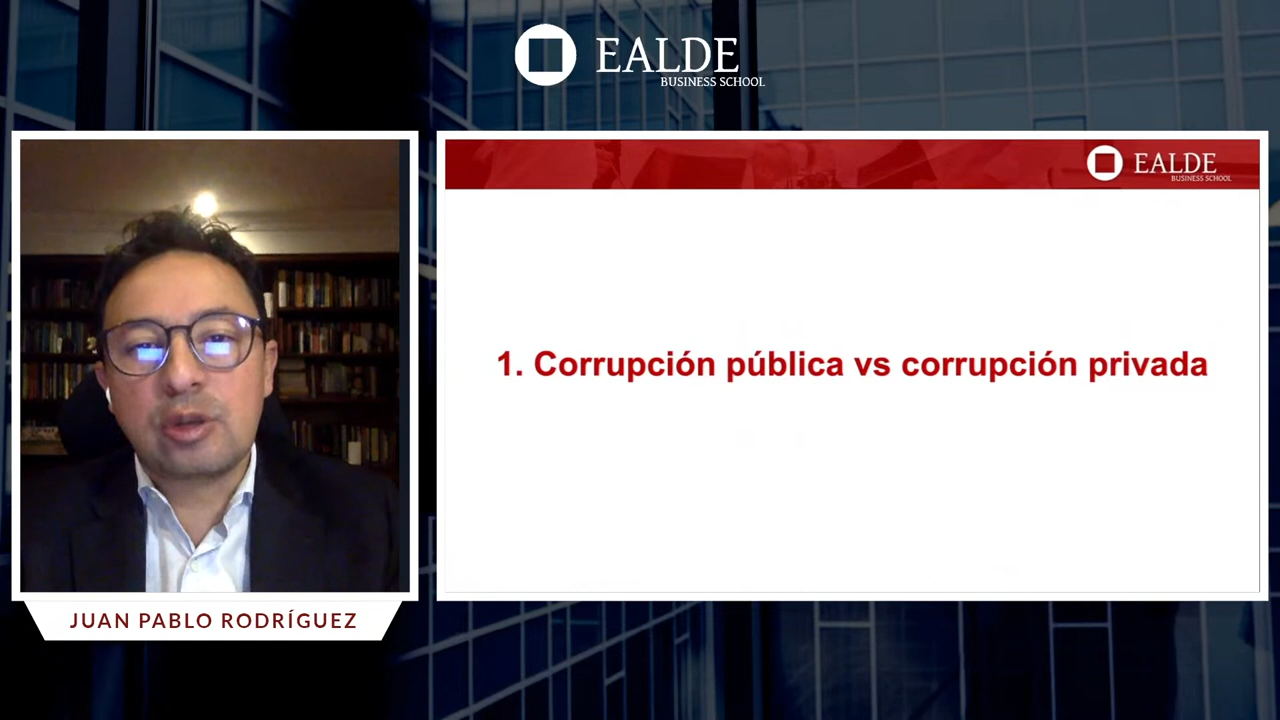 EALDE
BUSINESS SCHOOL
EALDE
BUSINESS SCHOOL
1. Corrupción pública vs corrupción privada
JUAN PABLO RODRÍGUEZ